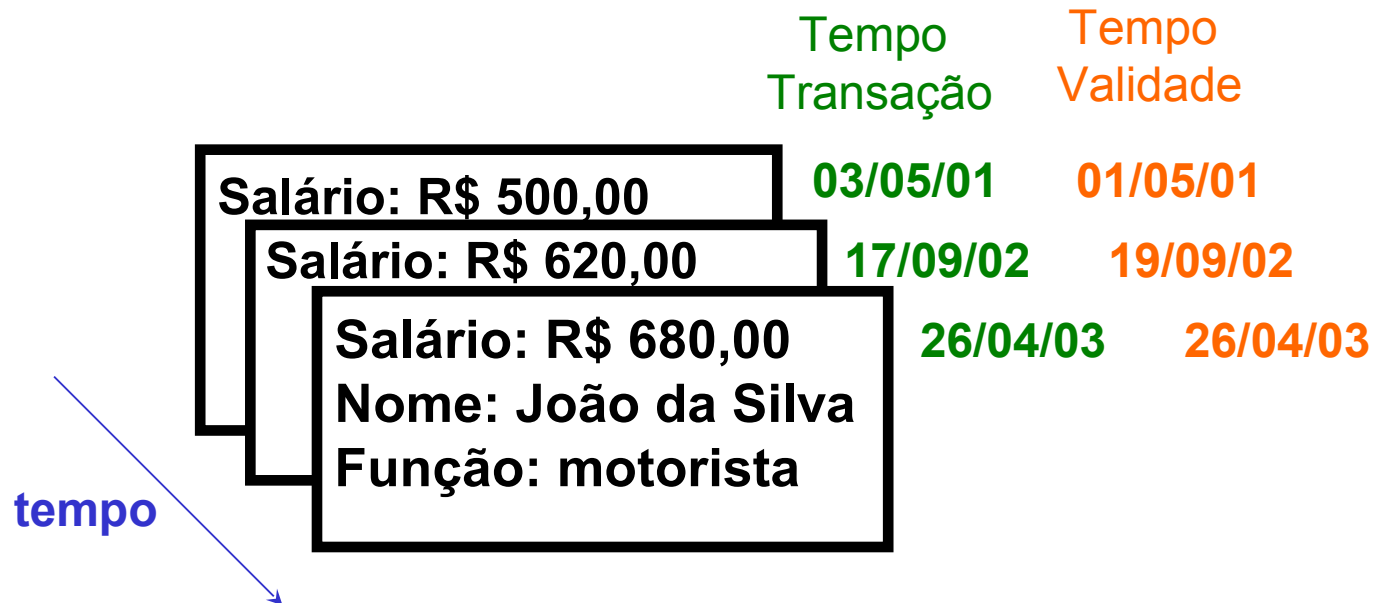 Tempo
Transação
Tempo
Validade
Salário: R$ 500,00
03/05/01
01/05/01
Salário: R$ 620,00
17/09/02
19/09/02
Salário: R$ 680,00
26/04/03
26/04/03
Nome: João da Silva
Função: motorista
tempo